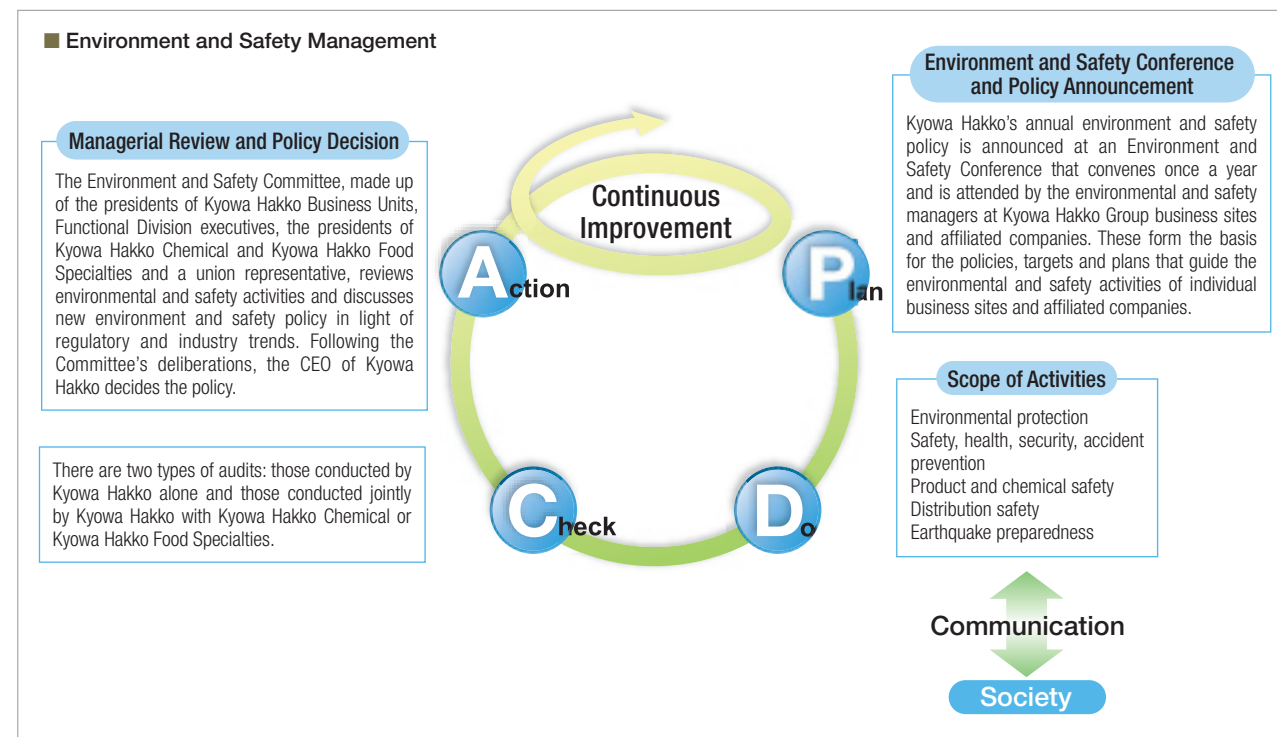 ■ Environment and Safety Management
Managerial Review and Policy Decision
The Environment and Safety Committee, made up
of the presidents of Kyowa Hakko Business Units,
Functional Division executives, the presidents of
Kyowa Hakko Chemical and Kyowa Hakko Food
Specialties and a union representative, reviews
environmental and safety activities and discusses
new environment and safety policy in light of
regulatory and industry trends. Following the
Committee’s deliberations, the CEO of Kyowa
Hakko decides the policy.
There are two types of audits: those conducted by
Kyowa Hakko alone and those conducted jointly
by Kyowa Hakko with Kyowa Hakko Chemical or
Kyowa Hakko Food Specialties.
Continuous
Improvement
Action
Plan
Check
Do
Environment and Safety Conference
and Policy Announcement
Kyowa Hakko’s annual environment and safety
policy is announced at an Environment and
Safety Conference that convenes once a year
and is attended by the environmental and safety
managers at Kyowa Hakko Group business sites
and affiliated companies. These form the basis
for the policies, targets and plans that guide the
environmental and safety activities of individual
business sites and affiliated companies.
Scope of Activities
Environmental protection
Safety, health, security, accident
prevention
Product and chemical safety
Distribution safety
Earthquake preparedness
Communication
Society